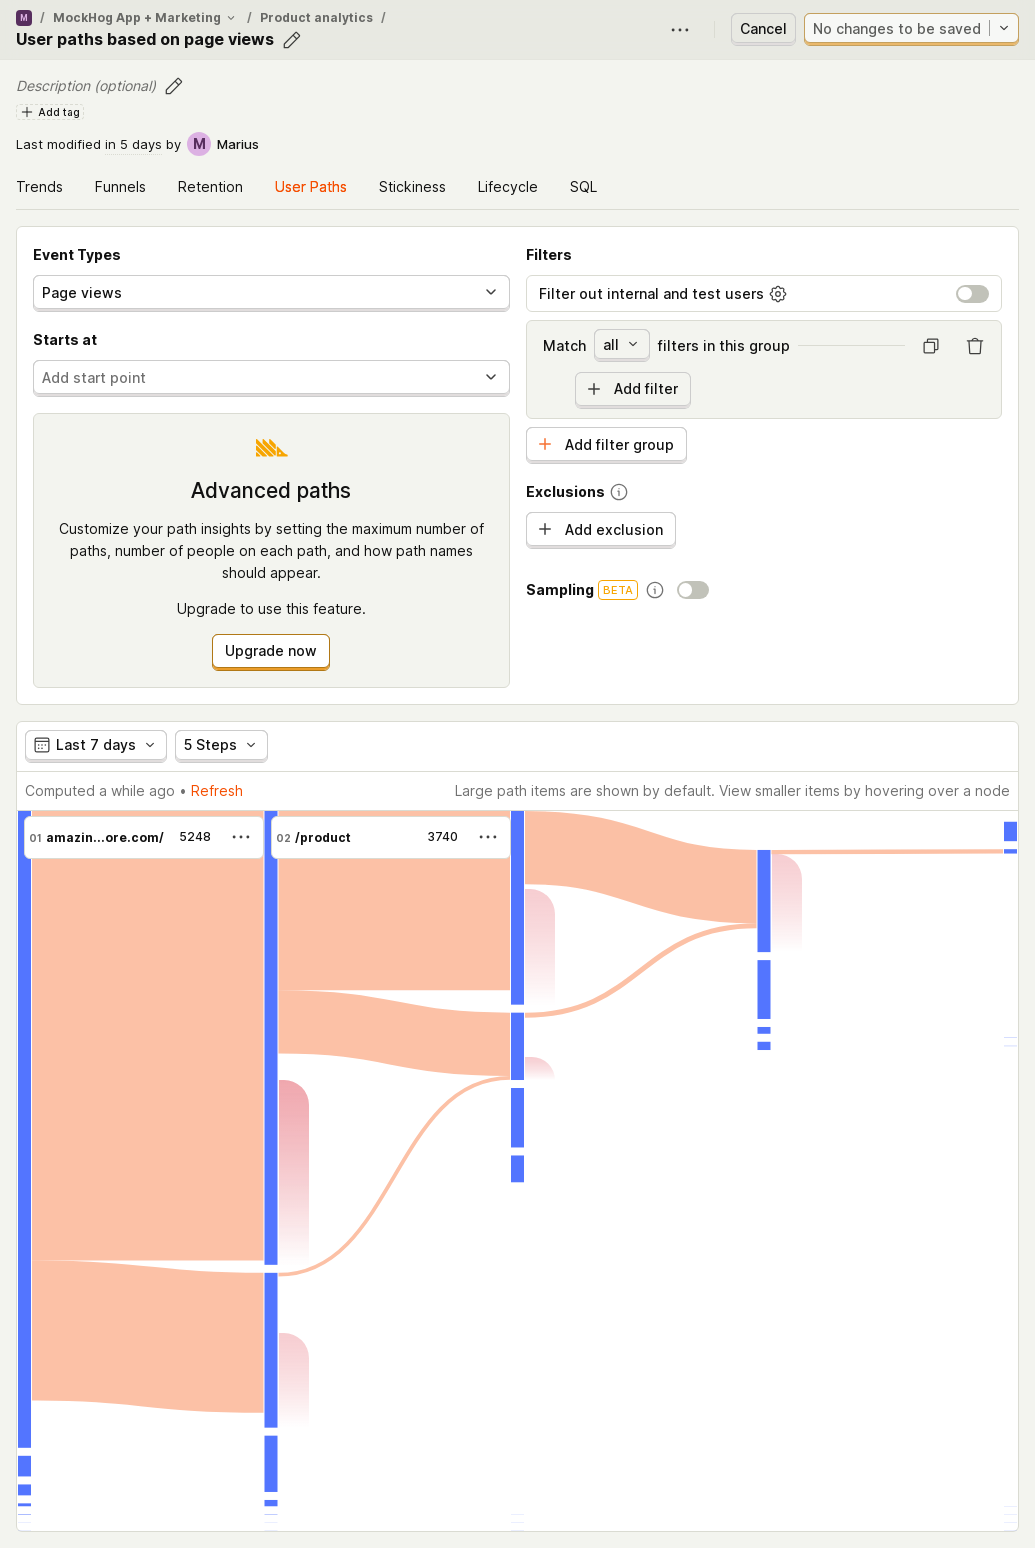 M / MockHog App + Marketing / Product analytics /
User paths based on page views
Cancel
No changes to be saved
Description (optional)
Add tag
Last modified in 5 days by M Marius
Trends Funnels Retention User Paths Stickiness Lifecycle SQL
Event Types
Page views
Starts at
Add start point
Advanced paths
Customize your path insights by setting the maximum number of
paths, number of people on each path, and how path names
should appear.
Upgrade to use this feature.
Upgrade now
Filters
Filter out internal and test users
Match all filters in this group
Add filter
Add filter group
Exclusions
Add exclusion
Sampling BETA
Last 7 days 5 Steps
Computed a while ago • Refresh
Large path items are shown by default. View smaller items by hovering over a node
01 amazin...ore.com/ 5248
02 /product 3740